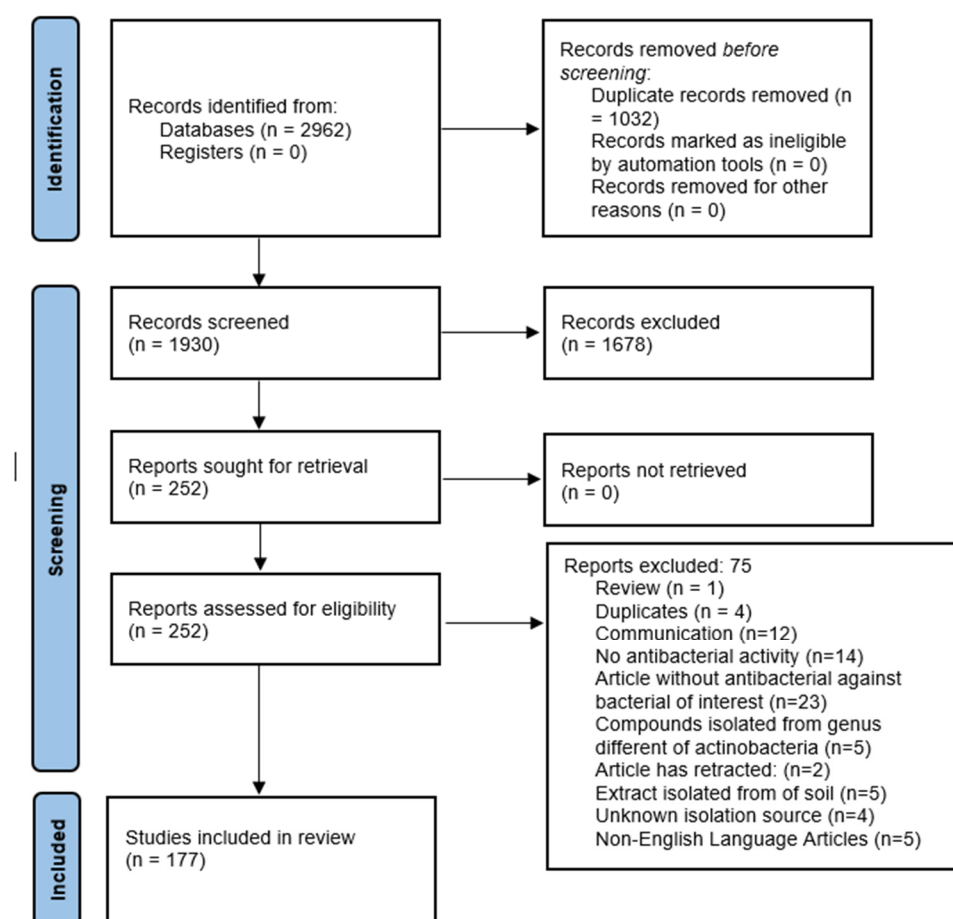 Identification
Records identified from:
Databases (n = 2962)
Registers (n = 0)
Records removed before
screening:
Duplicate records removed (n
= 1032)
Records marked as ineligible
by automation tools (n = 0)
Records removed for other
reasons (n = 0)
Screening
Records screened
(n = 1930)
Records excluded
(n = 1678)
Reports sought for retrieval
(n = 252)
Reports not retrieved
(n = 0)
Reports assessed for eligibility
(n = 252)
Reports excluded: 75
Review (n = 1)
Duplicates (n = 4)
Communication (n=12)
No antibacterial activity (n=14)
Article without antibacterial against
bacterial of interest (n=23)
Compounds isolated from genus
different of actinobacteria (n=5)
Article has retracted: (n=2)
Extract isolated from of soil (n=5)
Unknown isolation source (n=4)
Non-English Language Articles (n=5)
Included
Studies included in review
(n = 177)